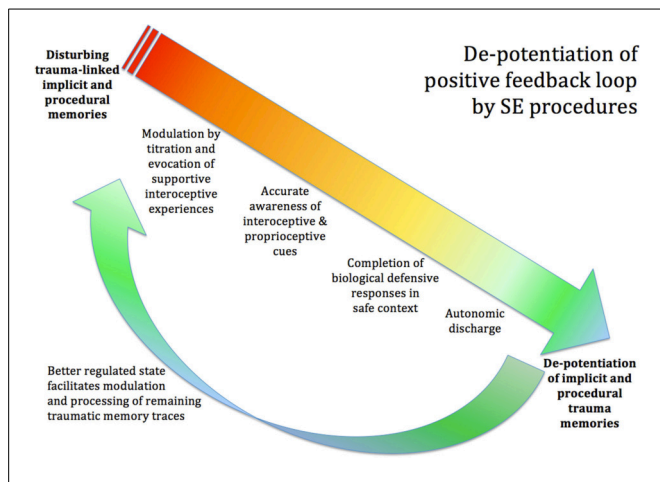 De-potentiation of
positive feedback loop
by SE procedures
Disturbing
trauma-linked
implicit and
procedural
memories
Modulation by
titration and
evocation of
supportive
interoceptive
experiences
Accurate
awareness of
interoceptive &
proprioceptive
cues
Completion of
biological defensive
responses in
safe context
Autonomic
discharge
De-potentiation
of implicit and
procedural
trauma
memories
Better regulated state
facilitates modulation
and processing of remaining
traumatic memory traces